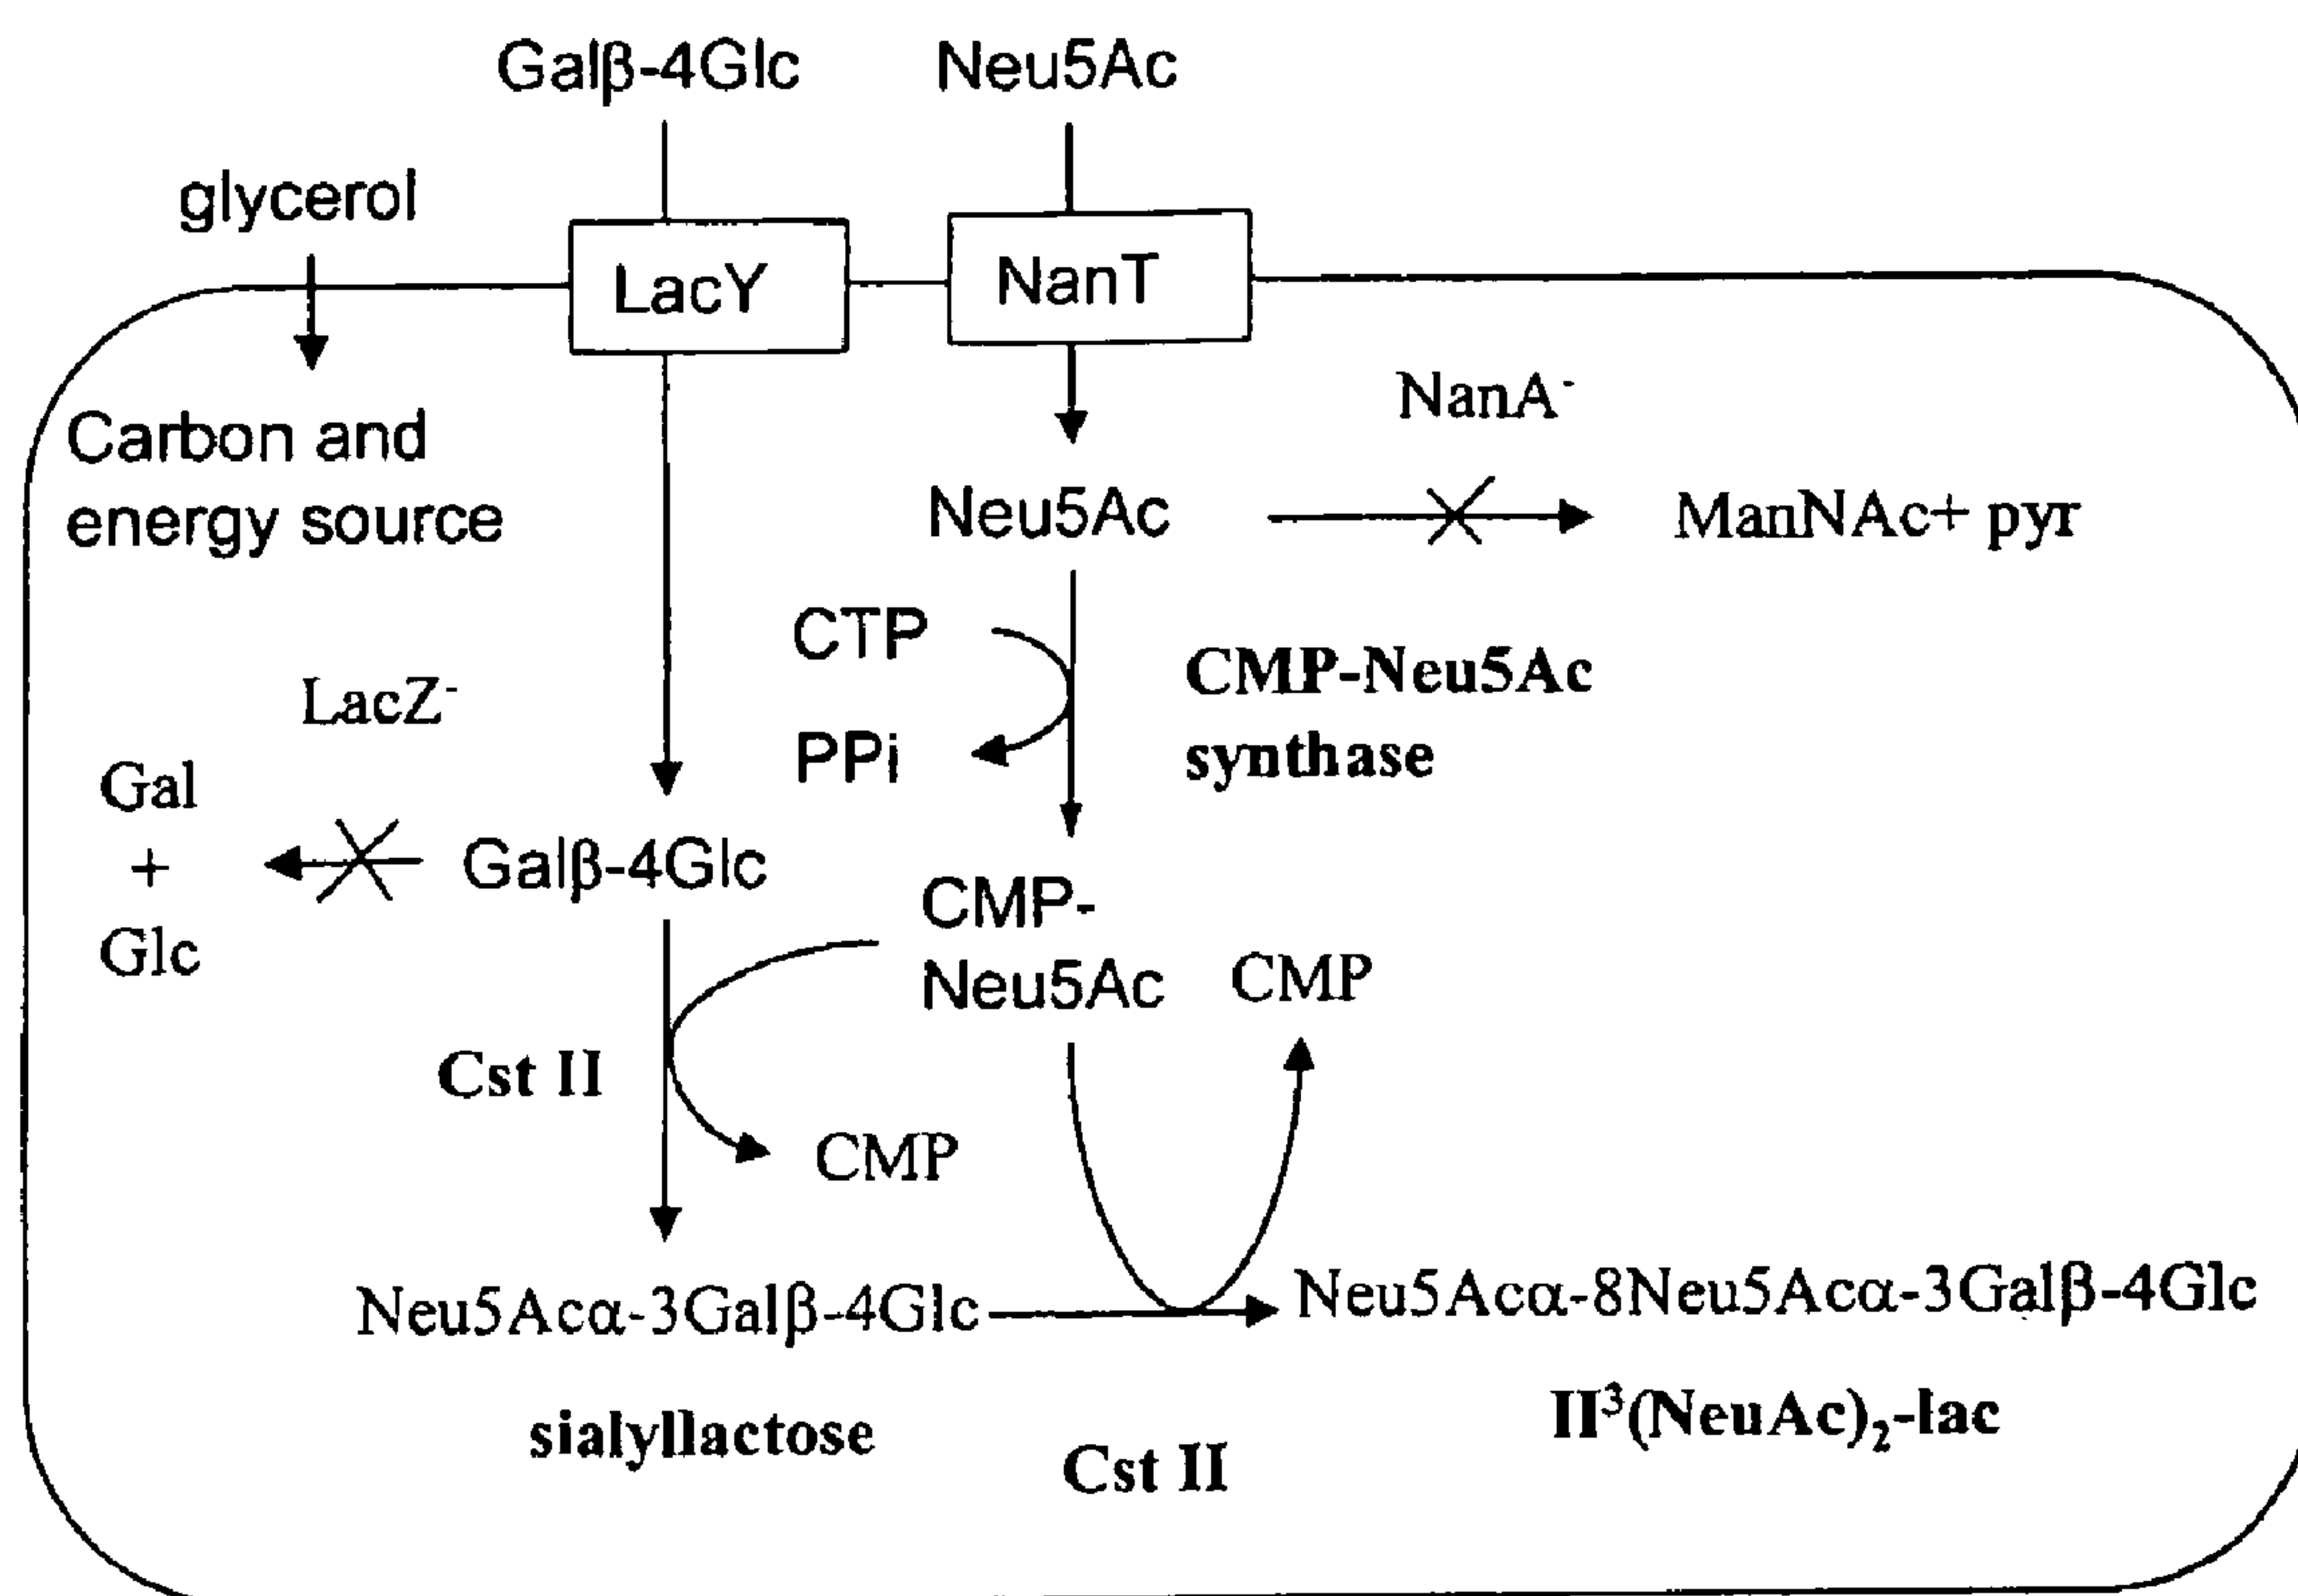 Galβ-4Glc
Neu5Ac
glycerol
LacY
NanT
Carbon and
energy source
NanA⁻
Neu5Ac
ManNAc+ pyr
CTP
PPi
CMP-Neu5Ac
synthase
LacZ⁻
Gal
+
Glc
Galβ-4Glc
CMP-
Neu5Ac
CMP
Cst II
CMP
Neu5Acα-3Galβ-4Glc
Neu5Acα-8Neu5Acα-3Galβ-4Glc
sialyllactose
II³(NeuAc)₂-lac
Cst II